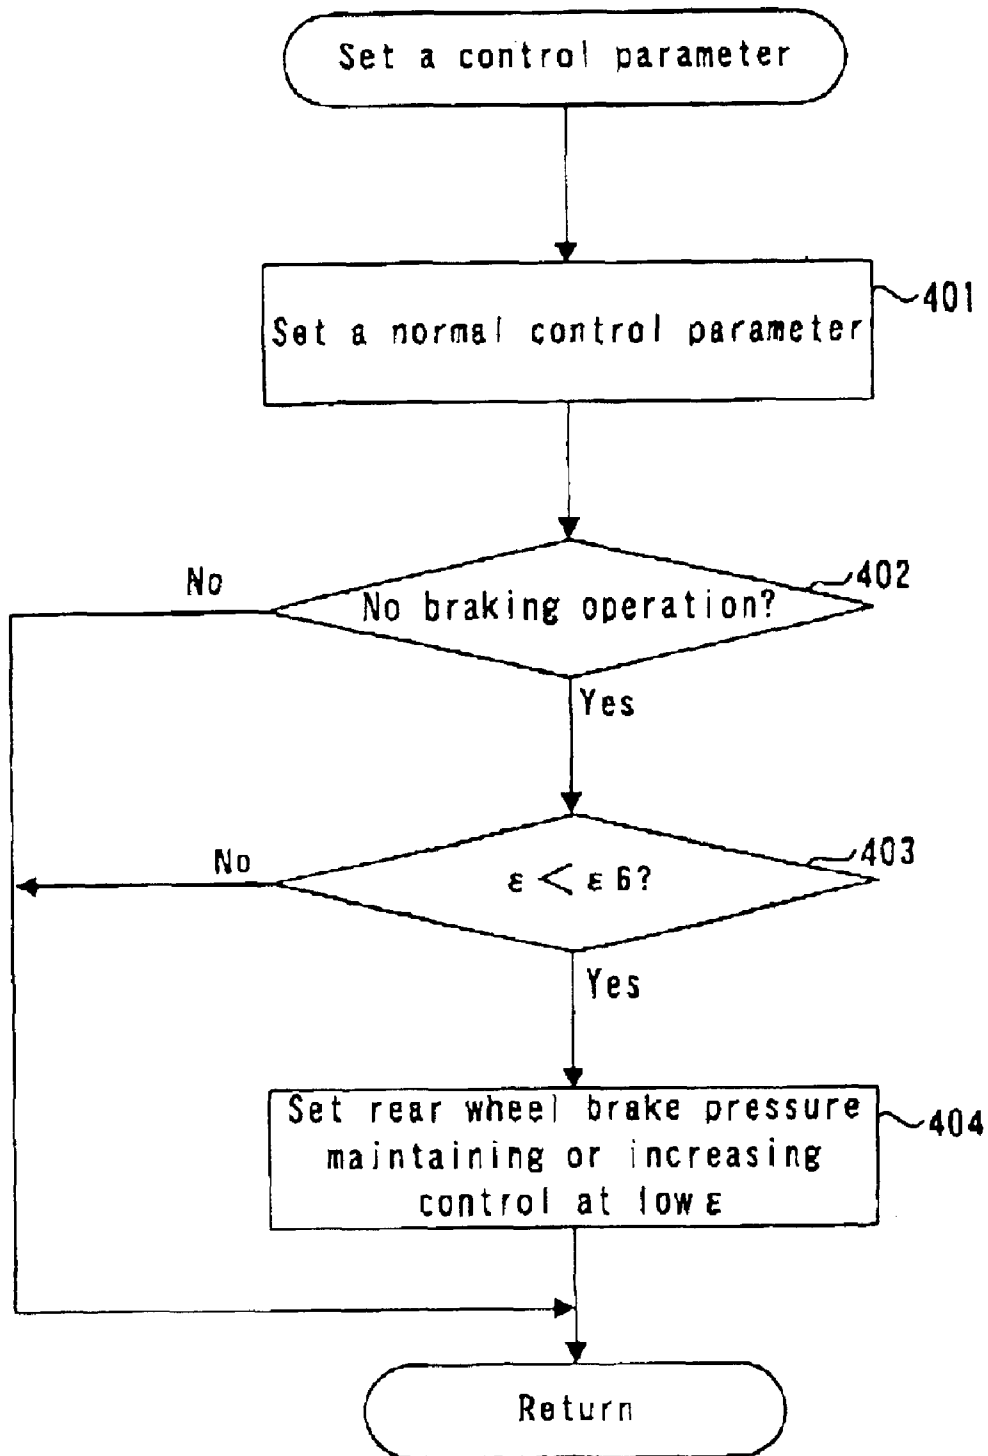 Set a control parameter
Set a normal control parameter
401
No braking operation?
402
No
Yes
ε < ε6?
403
No
Yes
Set rear wheel brake pressure
maintaining or increasing
control at low ε
404
Return